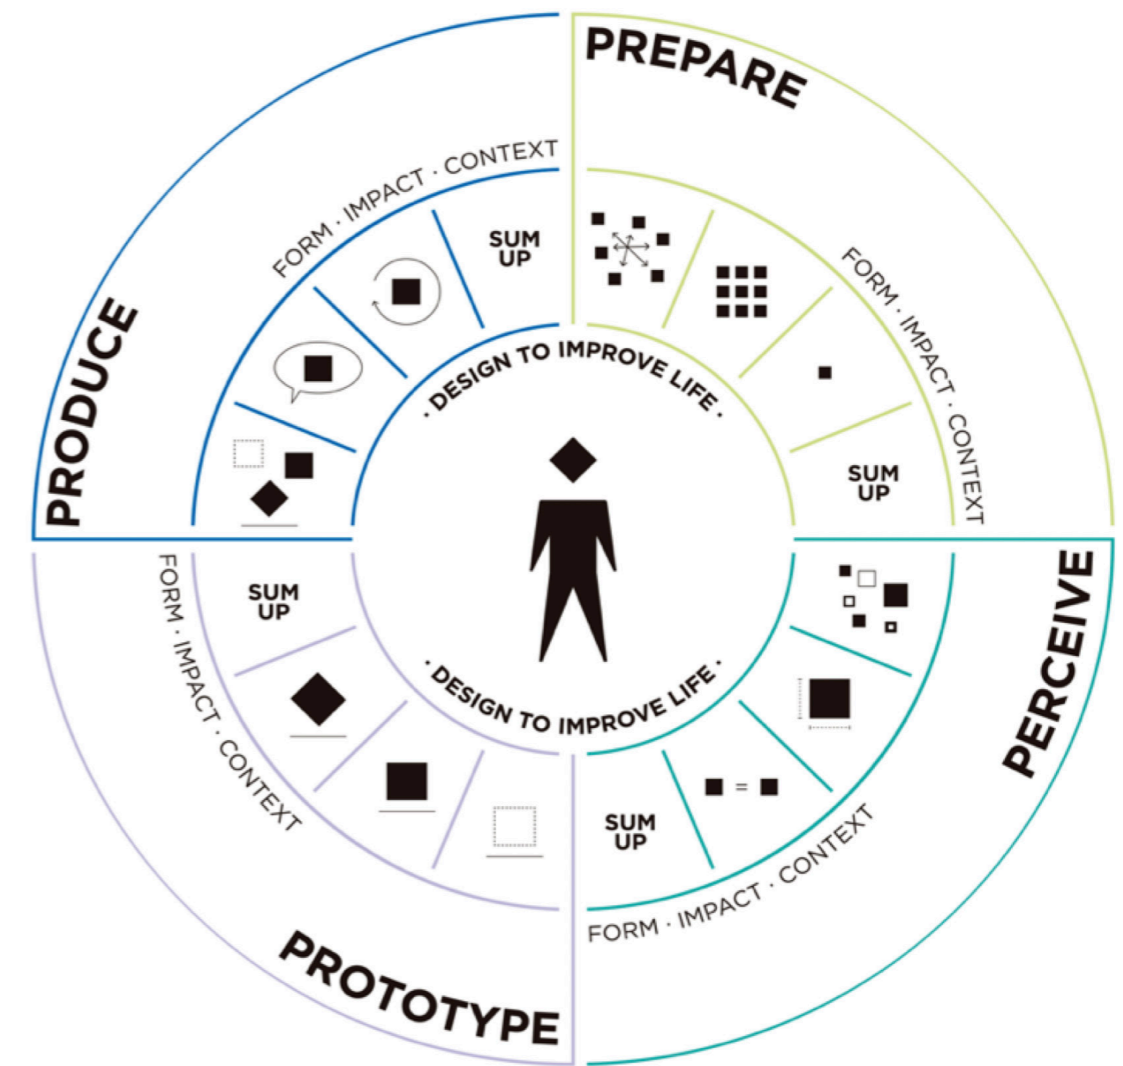 PREPARE
FORM · IMPACT · CONTEXT
SUM
UP
PERCEIVE
FORM · IMPACT · CONTEXT
=
SUM
UP
PROTOTYPE
FORM · IMPACT · CONTEXT
SUM
UP
PRODUCE
FORM · IMPACT · CONTEXT
SUM
UP
· DESIGN TO IMPROVE LIFE ·
· DESIGN TO IMPROVE LIFE ·